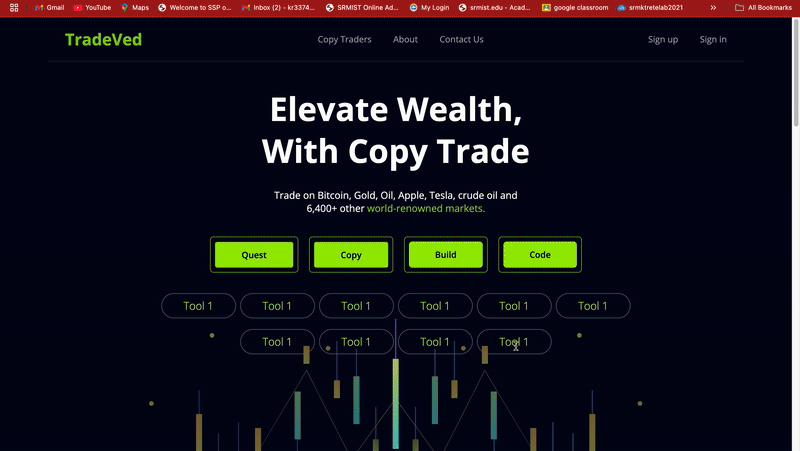 Gmail YouTube Maps Welcome to SSP o... Inbox (2) - kr3374... SRMIST Online Ad... My Login srmist.edu - Acad... google classroom srmktretelab2021 » All Bookmarks
TradeVed Copy Traders About Contact Us Sign up Sign in
Elevate Wealth,
With Copy Trade
Trade on Bitcoin, Gold, Oil, Apple, Tesla, crude oil and
6,400+ other world-renowned markets.
Quest Copy Build Code
Tool 1 Tool 1 Tool 1 Tool 1 Tool 1 Tool 1
Tool 1 Tool 1 Tool 1 Tool 1